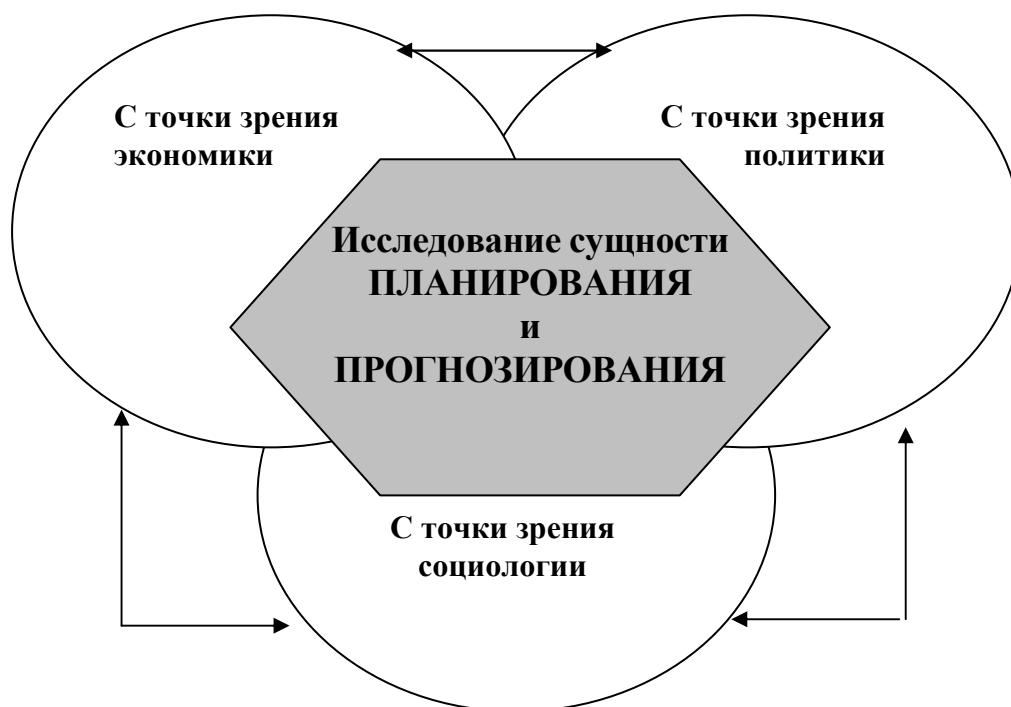 С точки зрения
экономики
С точки зрения
политики
Исследование сущности
ПЛАНИРОВАНИЯ
и
ПРОГНОЗИРОВАНИЯ
С точки зрения
социологии